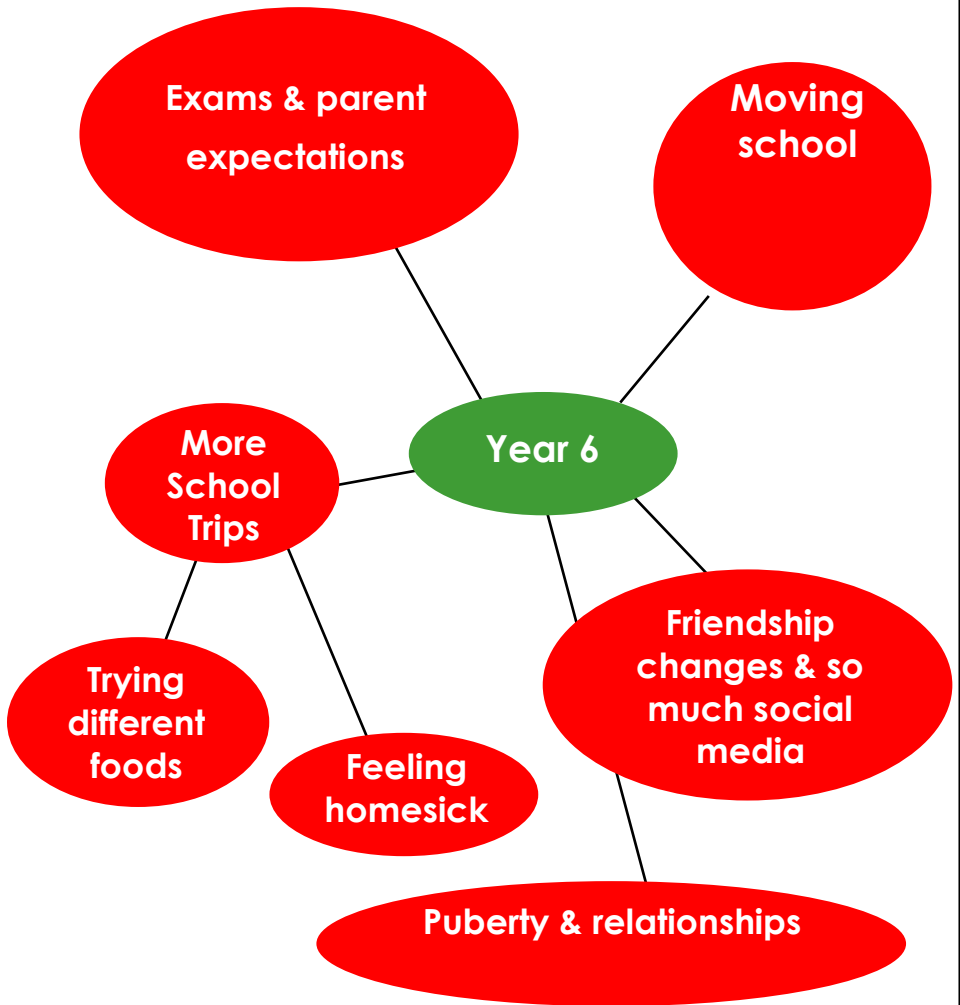 Exams & parent
expectations
Moving
school
Year 6
More
School
Trips
Friendship
changes & so
much social
media
Trying
different
foods
Feeling
homesick
Puberty & relationships